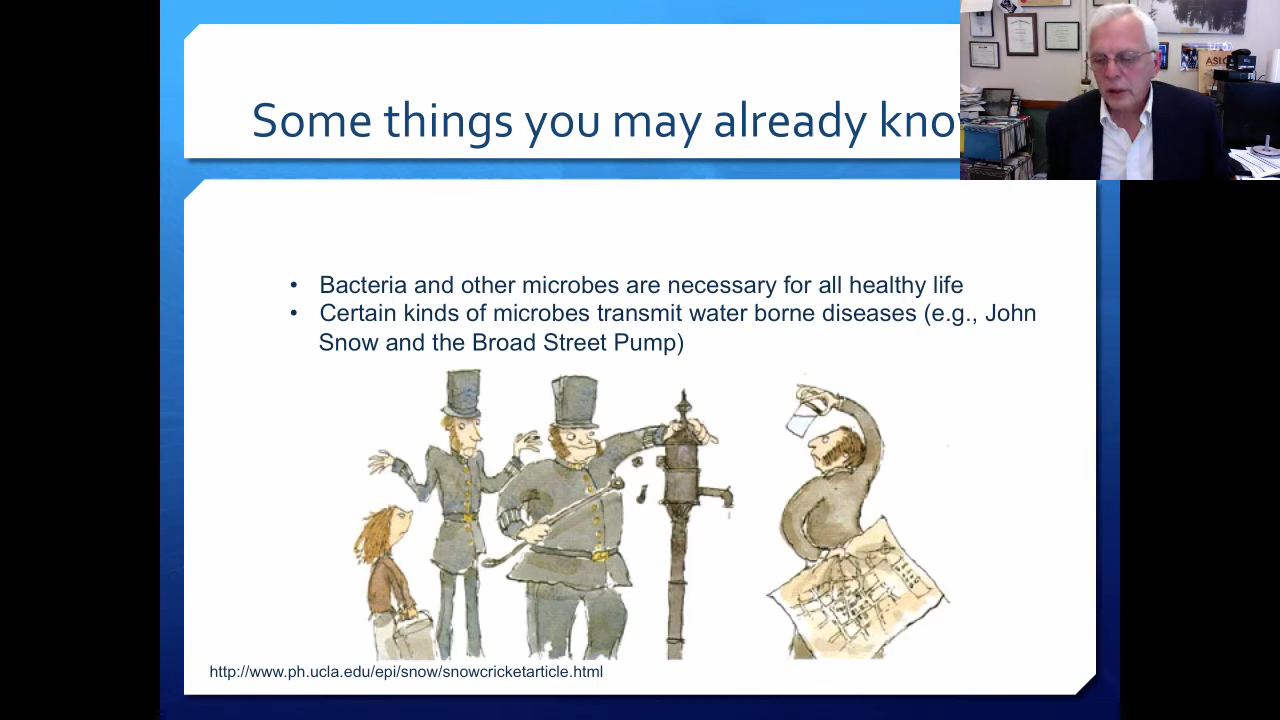 Some things you may already kno
• Bacteria and other microbes are necessary for all healthy life
• Certain kinds of microbes transmit water borne diseases (e.g., John
Snow and the Broad Street Pump)
http://www.ph.ucla.edu/epi/snow/snowcricketarticle.html